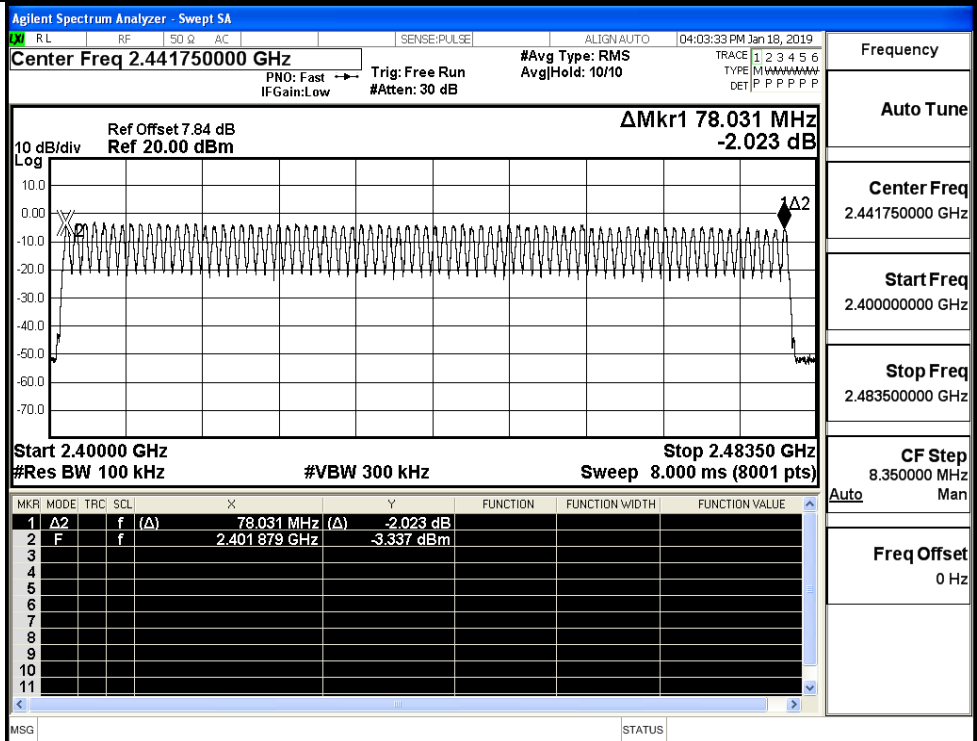 Agilent Spectrum Analyzer - Swept SA
LXI RL RF 50 Ω AC SENSE:PULSE ALIGN AUTO 04:03:33 PM Jan 18, 2019
Center Freq 2.441750000 GHz
PNO: Fast
IFGain:Low
Trig: Free Run
#Atten: 30 dB
#Avg Type: RMS
Avg|Hold: 10/10
TRACE 1 2 3 4 5 6
TYPE M W W W W W
DET P P P P P P
ΔMkr1 78.031 MHz
-2.023 dB
Ref Offset 7.84 dB
10 dB/div Ref 20.00 dBm
Log
10.0
0.00
-10.0
-20.0
-30.0
-40.0
-50.0
-60.0
-70.0
2
1Δ2
Start 2.40000 GHz Stop 2.48350 GHz
#Res BW 100 kHz #VBW 300 kHz Sweep 8.000 ms (8001 pts)
MKR MODE TRC SCL X Y FUNCTION FUNCTION WIDTH FUNCTION VALUE
1 Δ2 f (Δ) 78.031 MHz (Δ) -2.023 dB
2 F f 2.401 879 GHz -3.337 dBm
3
4
5
6
7
8
9
10
11
MSG STATUS
Frequency
Auto Tune
Center Freq
2.441750000 GHz
Start Freq
2.400000000 GHz
Stop Freq
2.483500000 GHz
CF Step
8.350000 MHz
Auto Man
Freq Offset
0 Hz